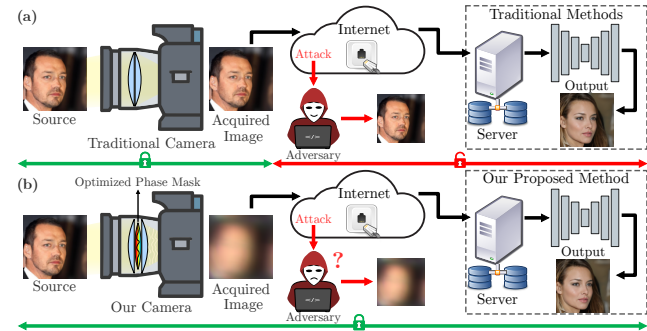 (a)
Traditional Methods
Internet
Attack
Source
Traditional Camera
Acquired
Image
Adversary
Server
Output
(b)
Optimized Phase Mask
Our Proposed Method
Internet
Attack
?
Source
Our Camera
Acquired
Image
Adversary
Server
Output